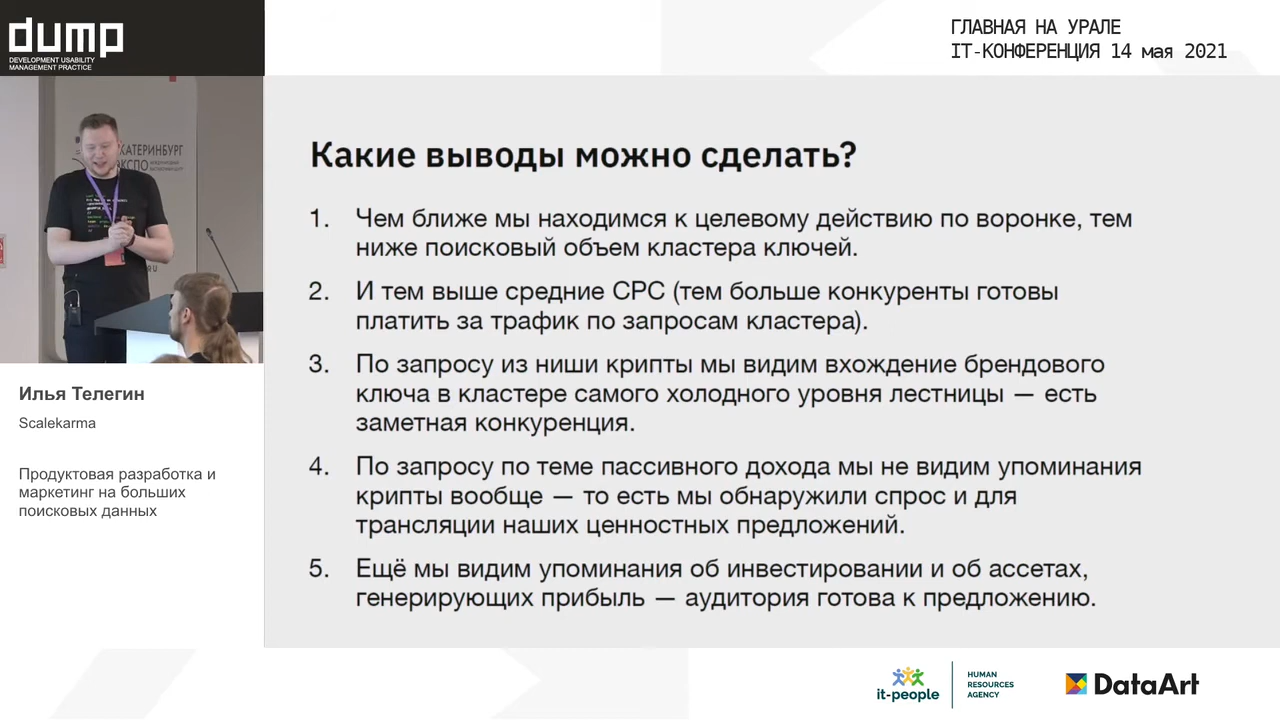 dump
DEVELOPMENT USABILITY
MANAGEMENT PRACTICE
ГЛАВНАЯ НА УРАЛЕ
IT-КОНФЕРЕНЦИЯ 14 мая 2021
КАТЕРИНБУРГ
ЭКСПО
Илья Телегин
Scalekarma
Продуктовая разработка и
маркетинг на больших
поисковых данных
Какие выводы можно сделать?
1. Чем ближе мы находимся к целевому действию по воронке, тем
ниже поисковый объем кластера ключей.
2. И тем выше средние CPC (тем больше конкуренты готовы
платить за трафик по запросам кластера).
3. По запросу из ниши крипты мы видим вхождение брендового
ключа в кластере самого холодного уровня лестницы — есть
заметная конкуренция.
4. По запросу по теме пассивного дохода мы не видим упоминания
крипты вообще — то есть мы обнаружили спрос и для
трансляции наших ценностных предложений.
5. Ещё мы видим упоминания об инвестировании и об ассетах,
генерирующих прибыль — аудитория готова к предложению.
it-people
HUMAN
RESOURCES
AGENCY
DataArt